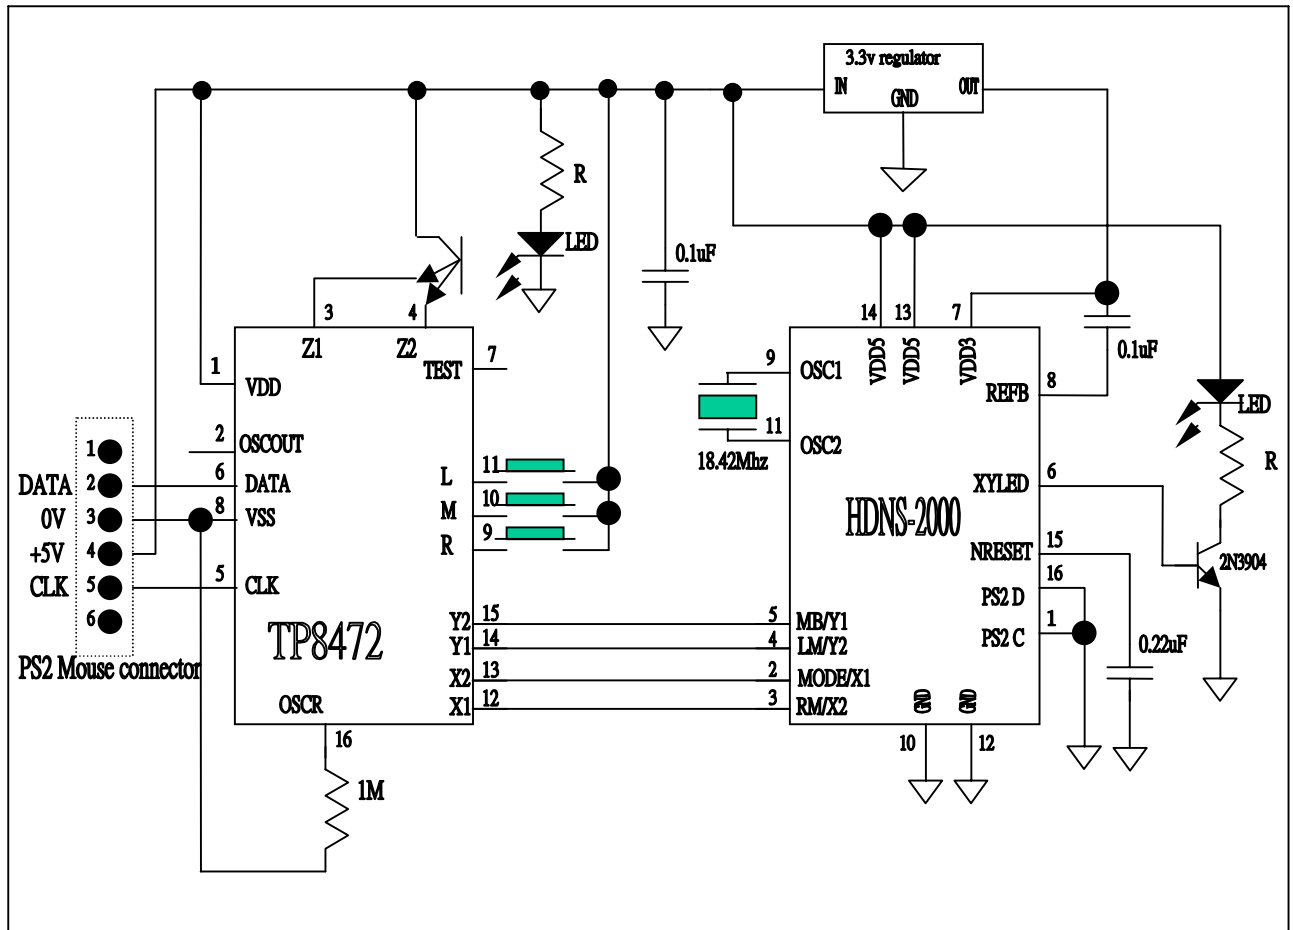 3.3v regulator
IN
GND
OUT
R
LED
0.1uF
3
4
Z1
Z2
1
VDD
TEST
7
2
OSCOUT
6
DATA
8
VSS
5
CLK
L
11
M
10
R
9
TP8472
Y2
15
Y1
14
X2
13
X1
12
OSCR
16
1M
1
DATA
2
0V
3
+5V
4
CLK
5
6
PS2 Mouse connector
14
13
7
VDD5
VDD5
VDD3
9
OSC1
11
OSC2
18.42Mhz
REFB
8
0.1uF
XYLED
6
HDNS-2000
NRESET
15
16
PS2 D
1
PS2 C
5
MB/Y1
4
LM/Y2
2
MODE/X1
3
RM/X2
GND
GND
10
12
LED
R
2N3904
0.22uF